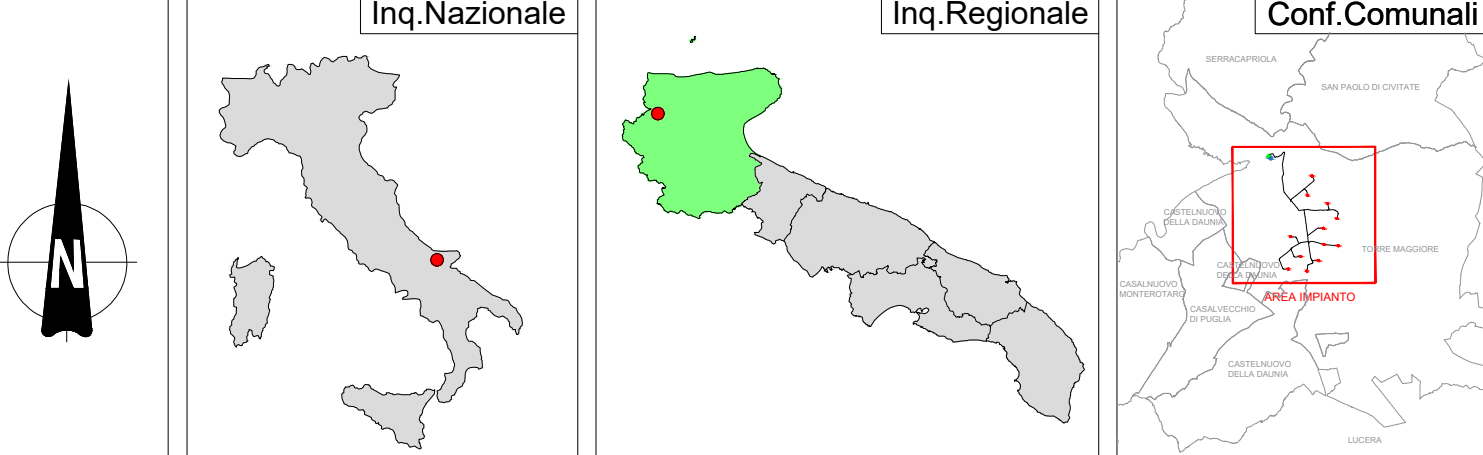 N
Inq.Nazionale
Inq.Regionale
Conf.Comunali
SERRACAPRIOLA
SAN PAOLO DI CIVITATE
CASTELNUOVO
DELLA DAUNIA
TORRE MAGGIORE
CASTELNUOVO
DELLA DAUNIA
CASALNUOVO
MONTEROTARO
AREA IMPIANTO
CASALVECCHIO
DI PUGLIA
CASTELNUOVO
DELLA DAUNIA
LUCERA